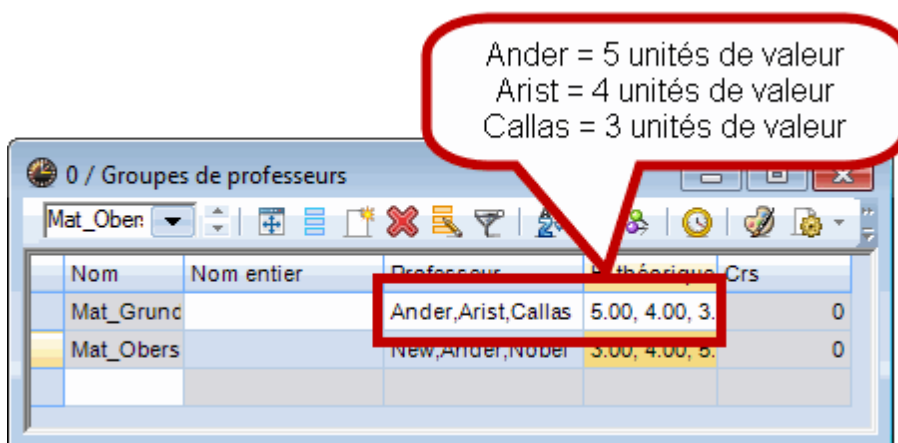 Ander = 5 unités de valeur
Arist = 4 unités de valeur
Callas = 3 unités de valeur
0 / Groupes de professeurs
Mat_Ober
Nom Nom entier Professeur théorique Crs
Mat_Grund Ander,Arist,Callas 5.00, 4.00, 3. 0
Mat_Obers New,Ander,Nobel 3.00, 4.00, 5. 0